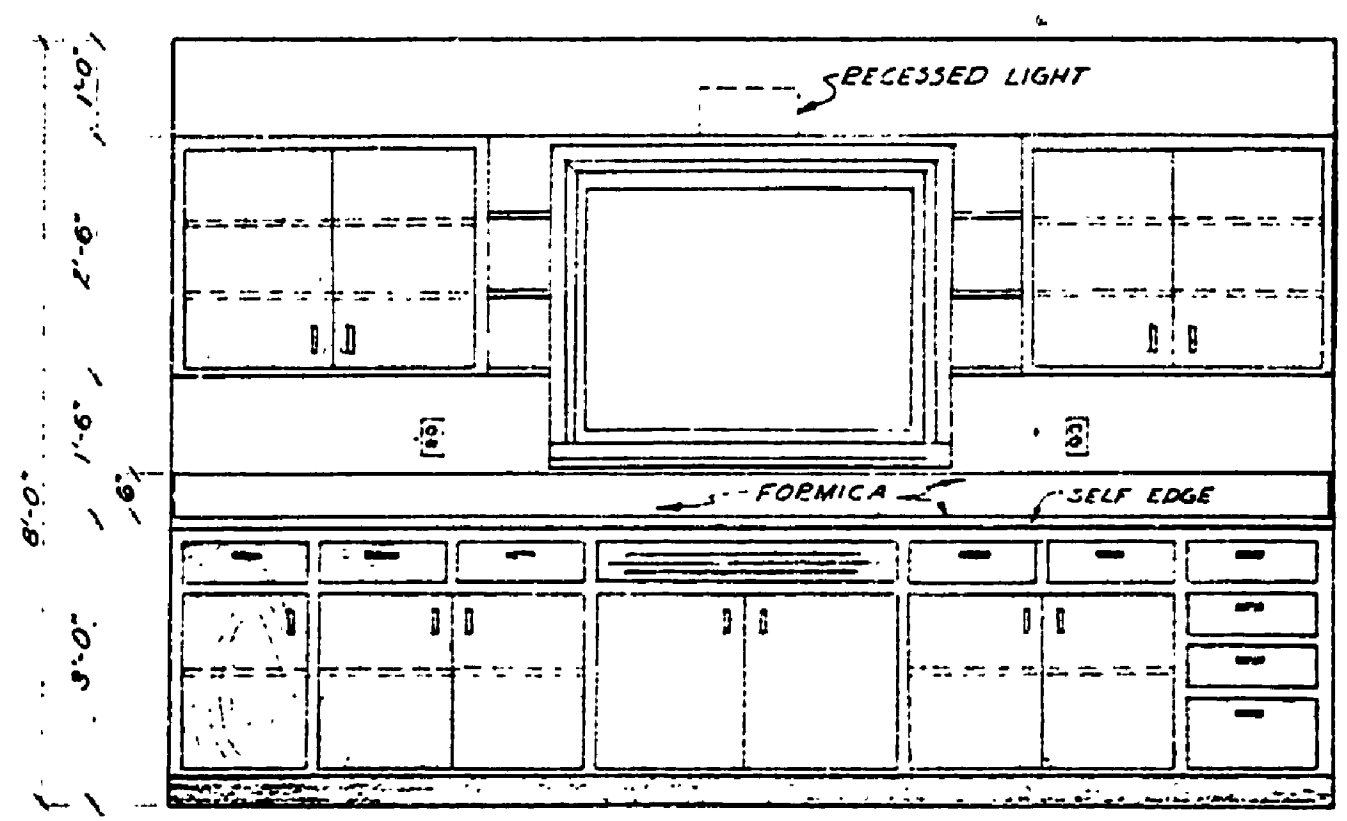 RECESSED LIGHT
1'-0"
2'-6"
1'-6"
6"
8'-0"
FORMICA
SELF EDGE
3'-0"